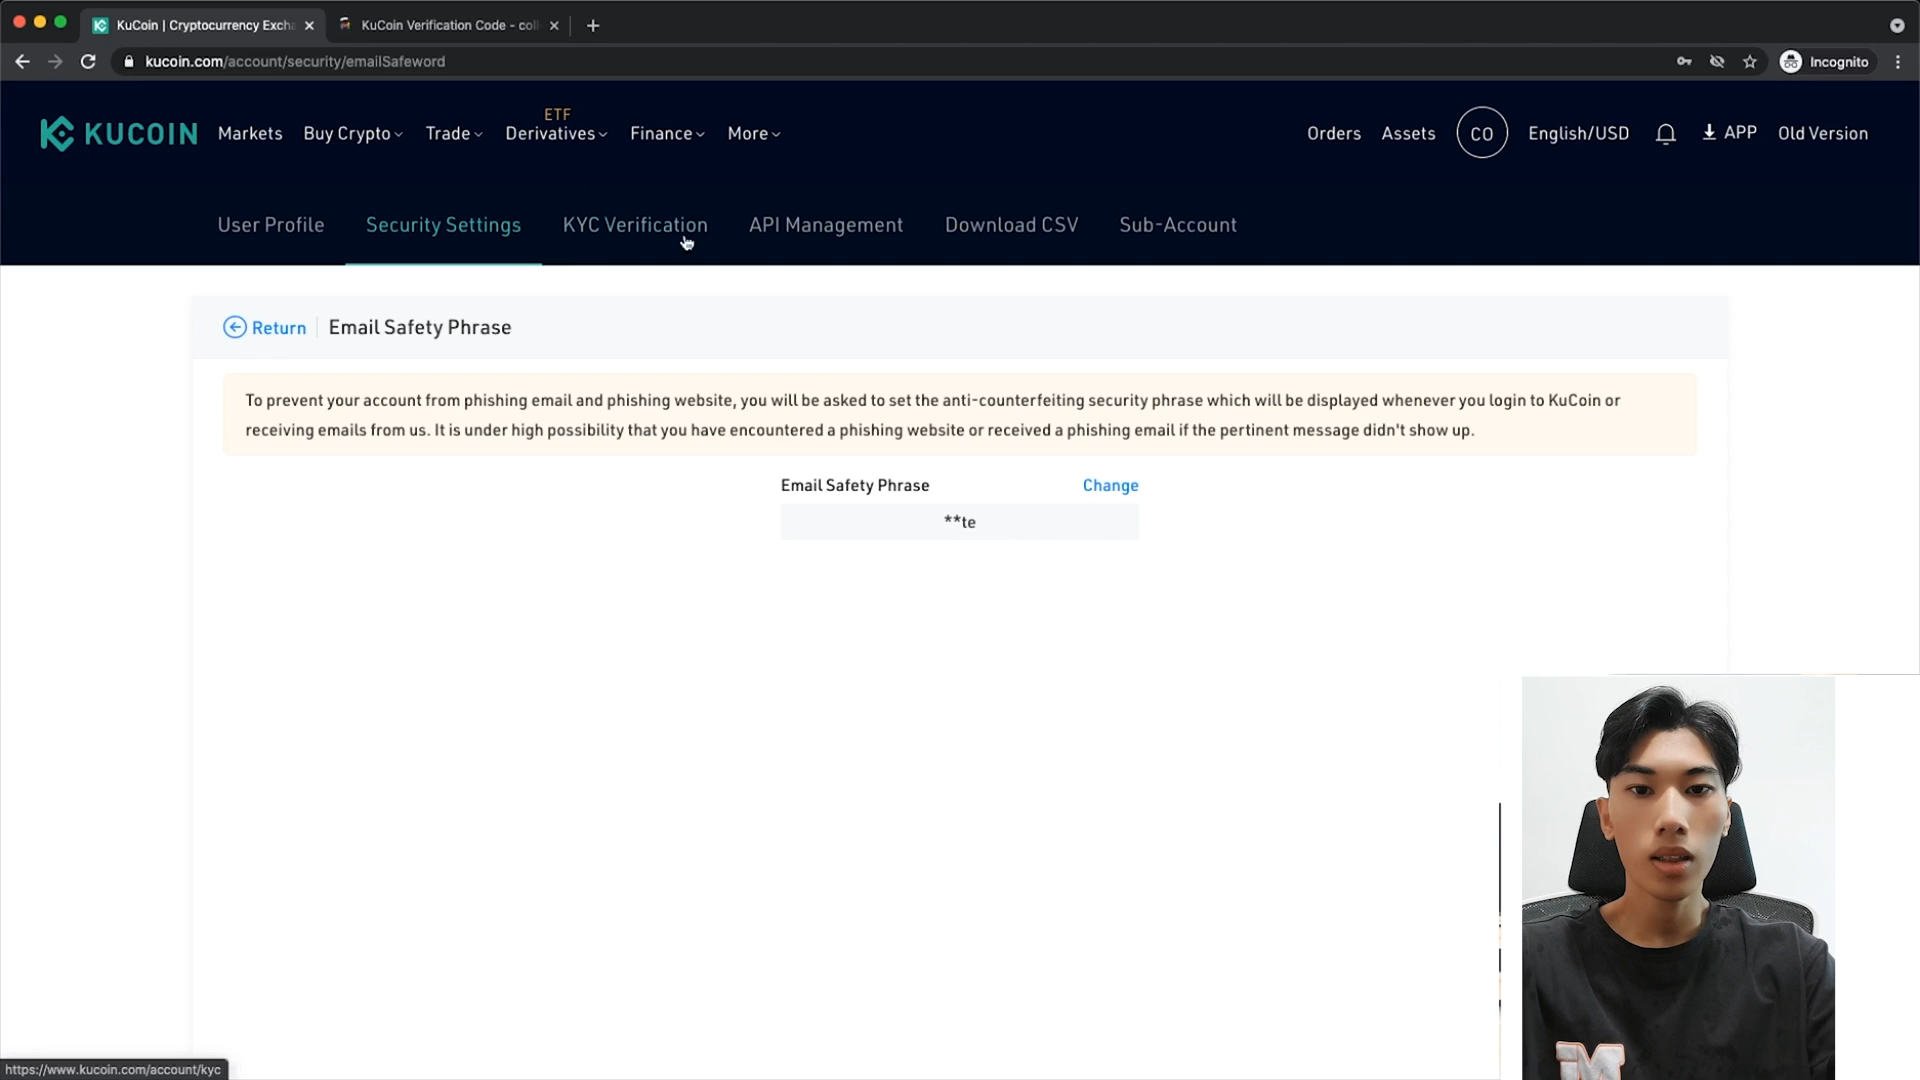 KuCoin | Cryptocurrency Excha
KuCoin Verification Code - coll
kucoin.com/account/security/emailSafeword
Incognito
KUCOIN
Markets
Buy Crypto
Trade
ETF
Derivatives
Finance
More
Orders
Assets
CO
English/USD
APP
Old Version
User Profile
Security Settings
KYC Verification
API Management
Download CSV
Sub-Account
Return
Email Safety Phrase
To prevent your account from phishing email and phishing website, you will be asked to set the anti-counterfeiting security phrase which will be displayed whenever you login to KuCoin or
receiving emails from us. It is under high possibility that you have encountered a phishing website or received a phishing email if the pertinent message didn't show up.
Email Safety Phrase
Change
**te
https://www.kucoin.com/account/kyc